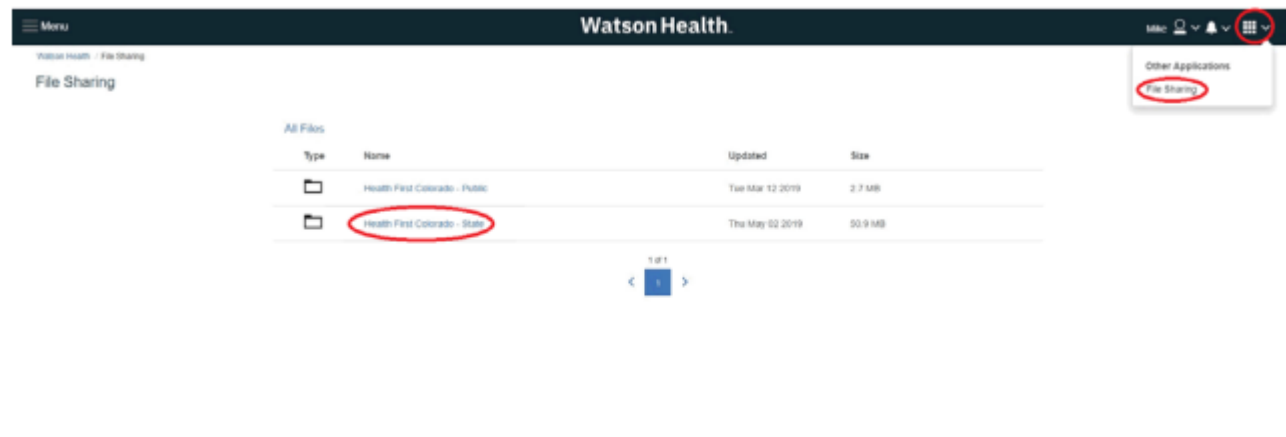 Menu
Watson Health.
Mike
Watson Health / File Sharing
File Sharing
Other Applications
File Sharing
All Files
Type Name Updated Size
Health First Colorado - Public Tue Mar 12 2019 2.7 MB
Health First Colorado - State Thu May 02 2019 50.9 MB
1 of 1
1